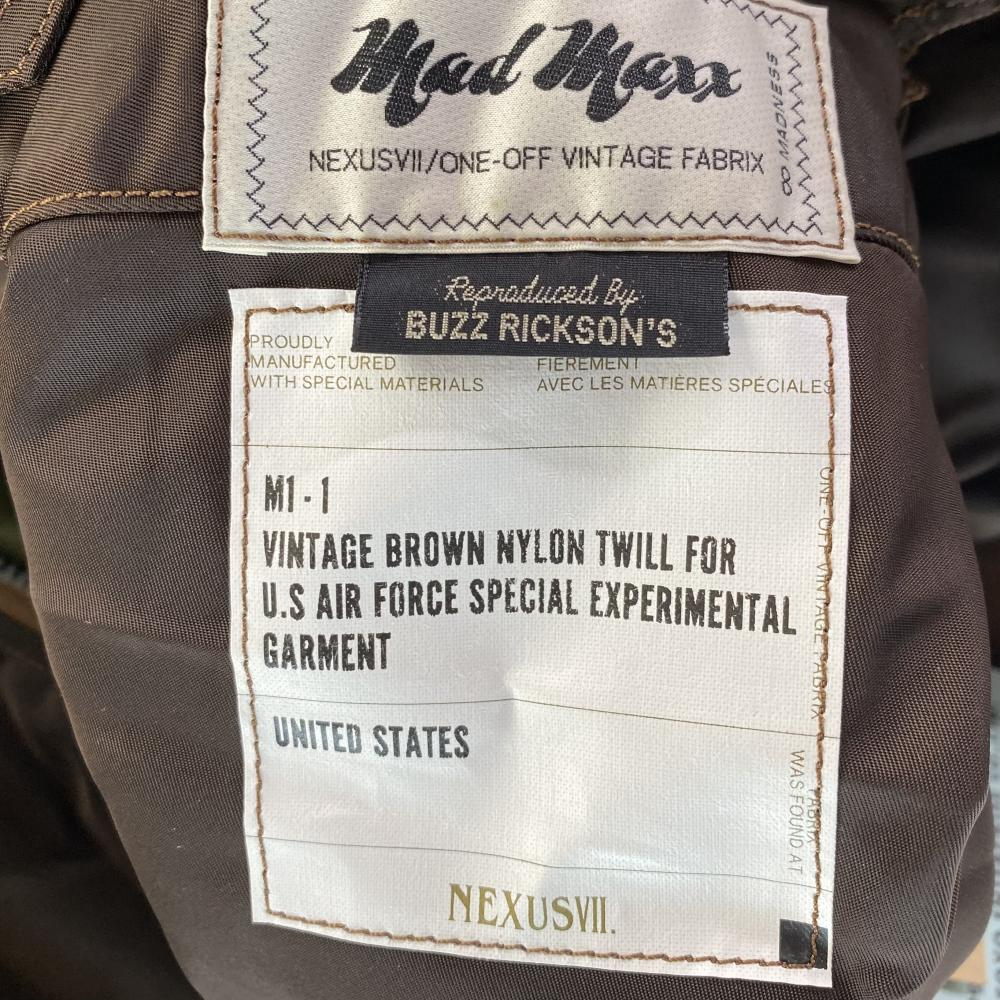 Mad Maxx
NEXUSVII/ONE-OFF VINTAGE FABRIX
∞ MADNESS
Reproduced By
BUZZ RICKSON'S
PROUDLY
MANUFACTURED
WITH SPECIAL MATERIALS
FIEREMENT
AVEC LES MATIÈRES SPÉCIALES
M1-1
VINTAGE BROWN NYLON TWILL FOR
U.S AIR FORCE SPECIAL EXPERIMENTAL
GARMENT
UNITED STATES
ONE-OFF VINTAGE FABRIX
FABRIX
WAS FOUND AT
NEXUSVII.